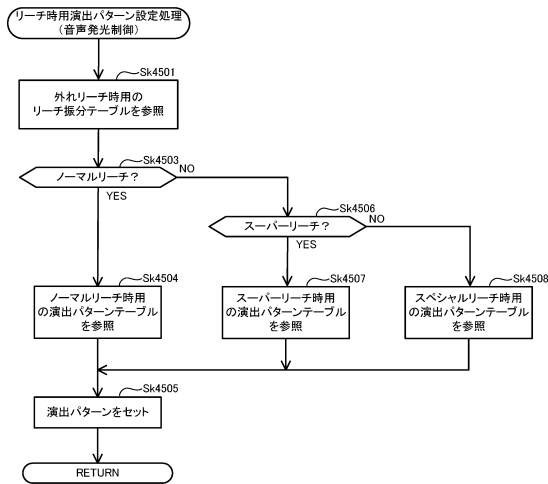 リーチ時用演出パターン設定処理
(音声発光制御)
Sk4501
外れリーチ時用の
リーチ振分テーブルを参照
Sk4503
ノーマルリーチ?
NO
YES
Sk4506
スーパーリーチ?
NO
YES
Sk4504
ノーマルリーチ時用
の演出パターンテーブル
を参照
Sk4507
スーパーリーチ時用
の演出パターンテーブル
を参照
Sk4508
スペシャルリーチ時用
の演出パターンテーブル
を参照
Sk4505
演出パターンをセット
RETURN